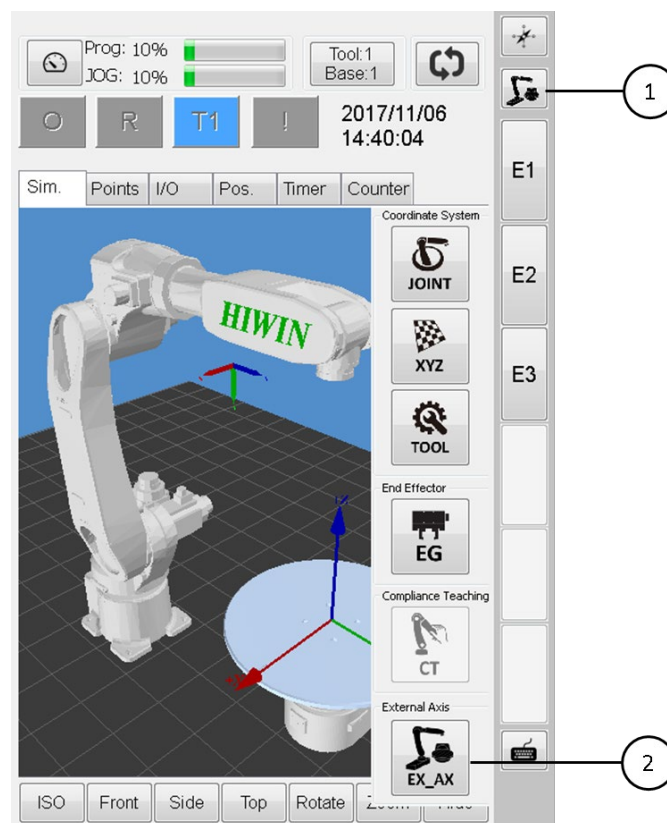 Prog: 10%
JOG: 10%
Tool:1
Base:1
O
R
T1
!
2017/11/06
14:40:04
Sim.
Points
I/O
Pos.
Timer
Counter
Coordinate System
JOINT
XYZ
TOOL
End Effector
EG
Compliance Teaching
CT
External Axis
EX_AX
HIWIN
ISO
Front
Side
Top
Rotate
E1
E2
E3
1
2